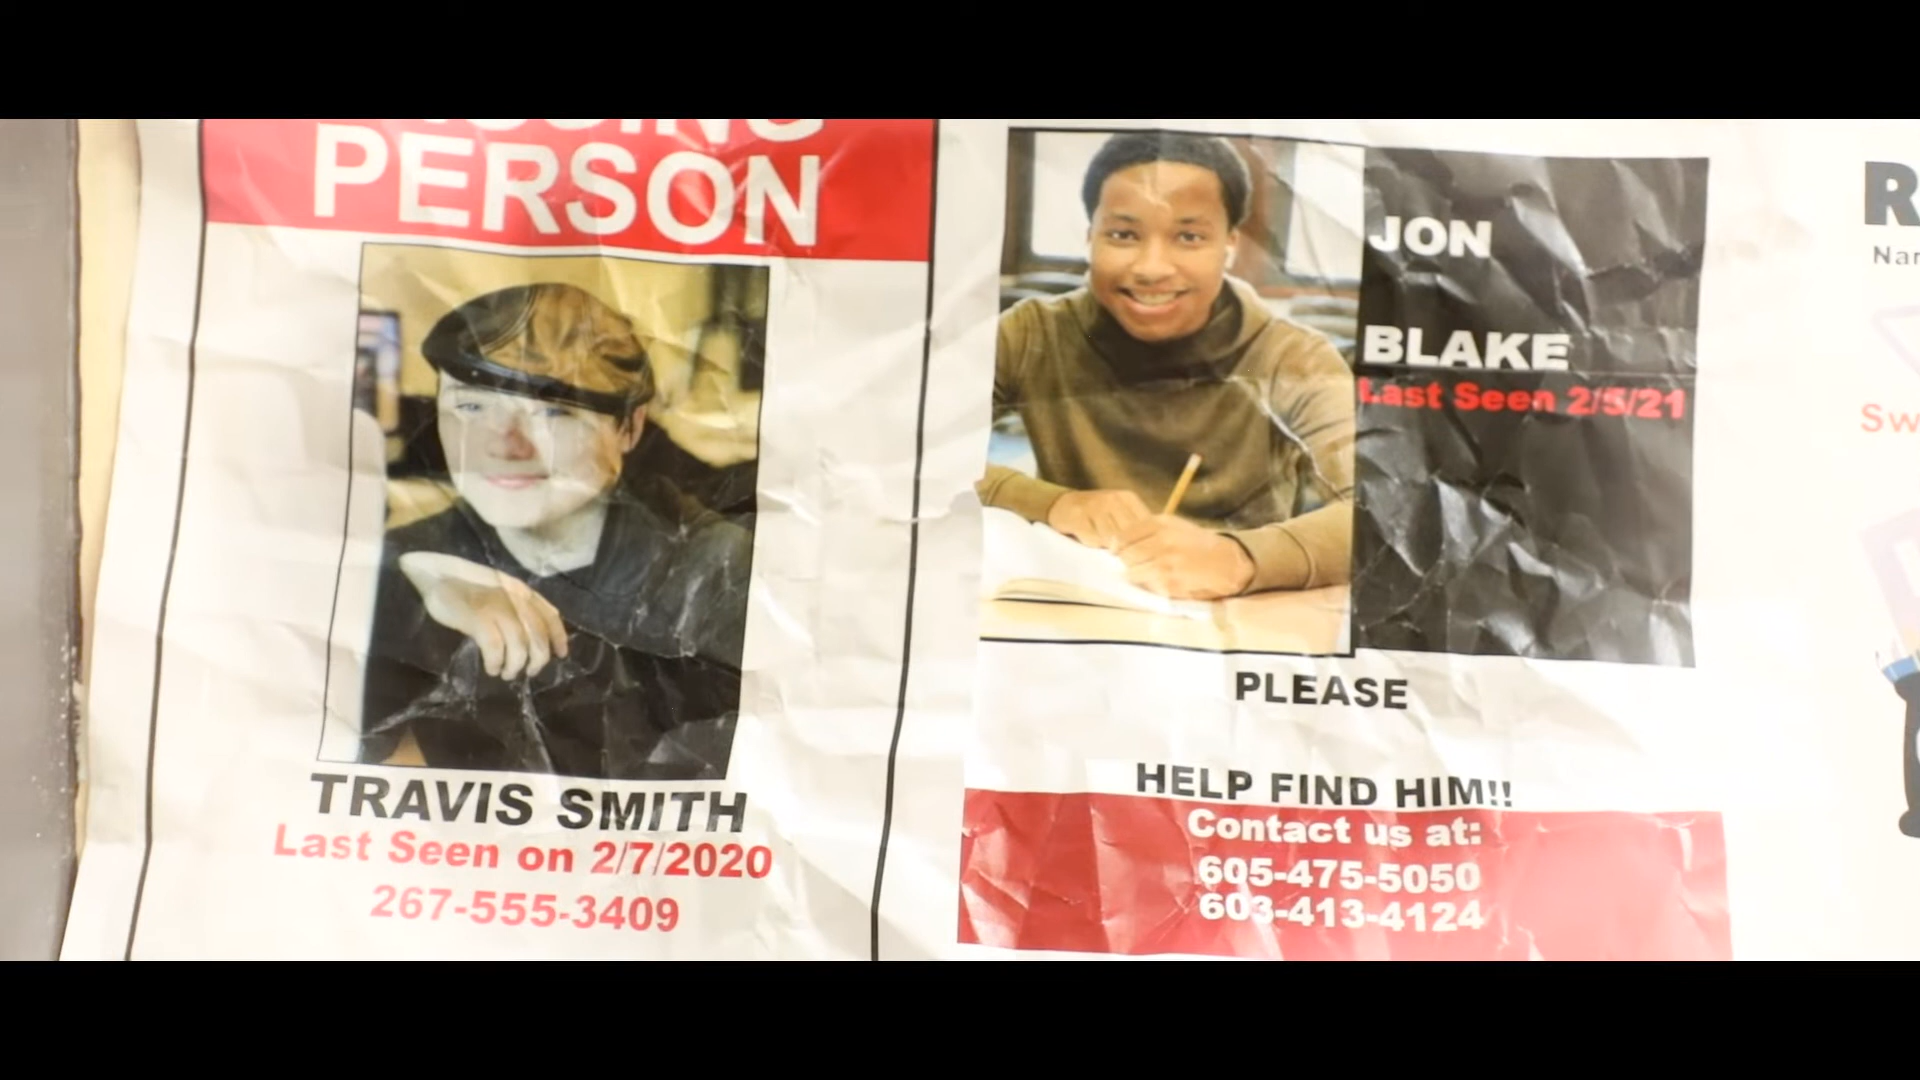 PERSON
TRAVIS SMITH
Last Seen on 2/7/2020
267-555-3409
JON
BLAKE
Last Seen 2/5/21
PLEASE
HELP FIND HIM!!
Contact us at:
605-475-5050
603-413-4124